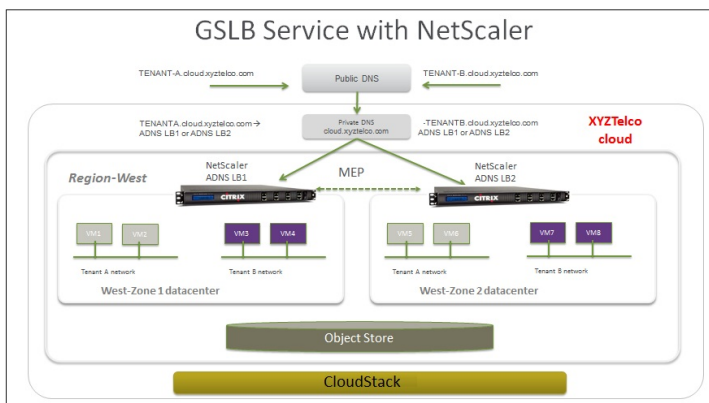 GSLB Service with NetScaler
TENANT-A.cloud.xyztelco.com
Public DNS
TENANT-B.cloud.xyztelco.com
TENANTA.cloud.xyztelco.com→
ADNS LB1 or ADNS LB2
Private DNS
cloud.xyztelco.com
-TENANTB.cloud.xyztelco.com
ADNS LB1 or ADNS LB2
XYZTelco
cloud
Region-West
NetScaler
ADNS LB1
MEP
NetScaler
ADNS LB2
CITRIX
CITRIX
VM1
VM2
VM3
VM4
VM5
VM6
VM7
VM8
Tenant A network
Tenant B network
Tenant A network
Tenant B network
West-Zone 1 datacenter
West-Zone 2 datacenter
Object Store
CloudStack